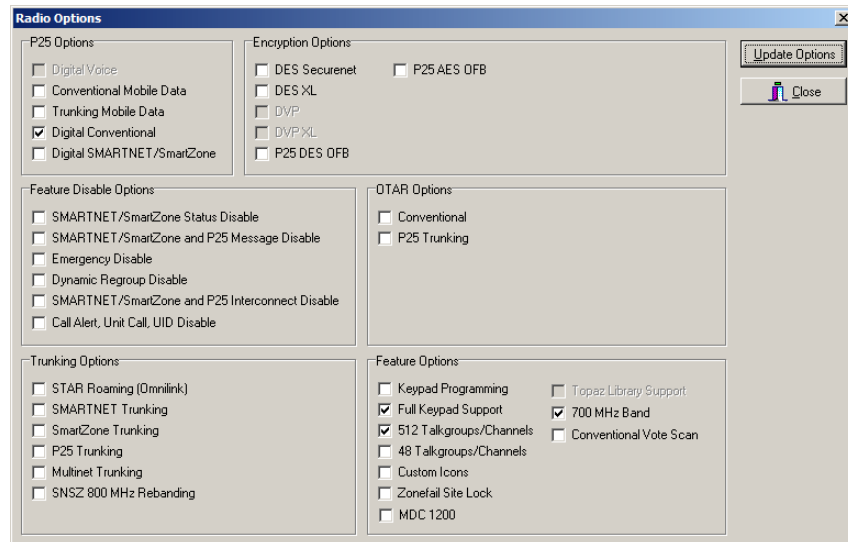 Radio Options
P25 Options
Digital Voice
Conventional Mobile Data
Trunking Mobile Data
Digital Conventional
Digital SMARTNET/SmartZone
Encryption Options
DES Securenet
DES XL
DVP
DVP XL
P25 DES OFB
P25 AES OFB
Update Options
Close
Feature Disable Options
SMARTNET/SmartZone Status Disable
SMARTNET/SmartZone and P25 Message Disable
Emergency Disable
Dynamic Regroup Disable
SMARTNET/SmartZone and P25 Interconnect Disable
Call Alert, Unit Call, UID Disable
OTAR Options
Conventional
P25 Trunking
Trunking Options
STAR Roaming (Omnilink)
SMARTNET Trunking
SmartZone Trunking
P25 Trunking
Multinet Trunking
SNSZ 800 MHz Rebanding
Feature Options
Keypad Programming
Full Keypad Support
512 Talkgroups/Channels
48 Talkgroups/Channels
Custom Icons
Zonefail Site Lock
MDC 1200
Topaz Library Support
700 MHz Band
Conventional Vote Scan